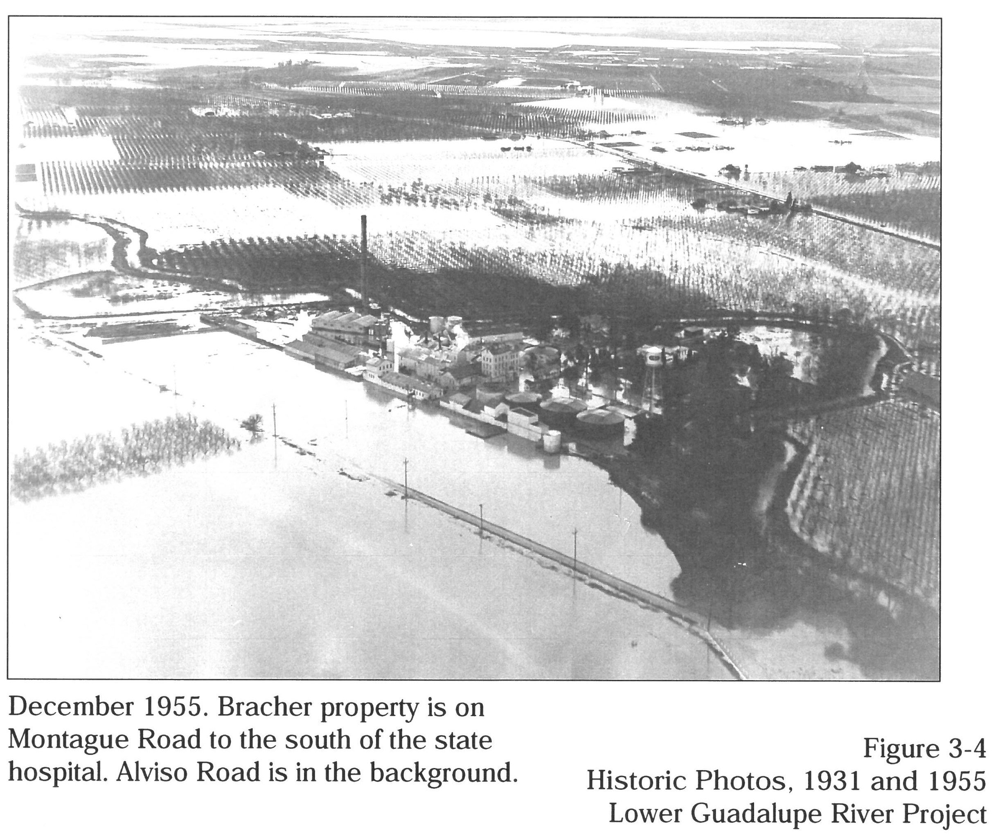 December 1955. Bracher property is on
Montague Road to the south of the state
hospital. Alviso Road is in the background.
Figure 3-4
Historic Photos, 1931 and 1955
Lower Guadalupe River Project